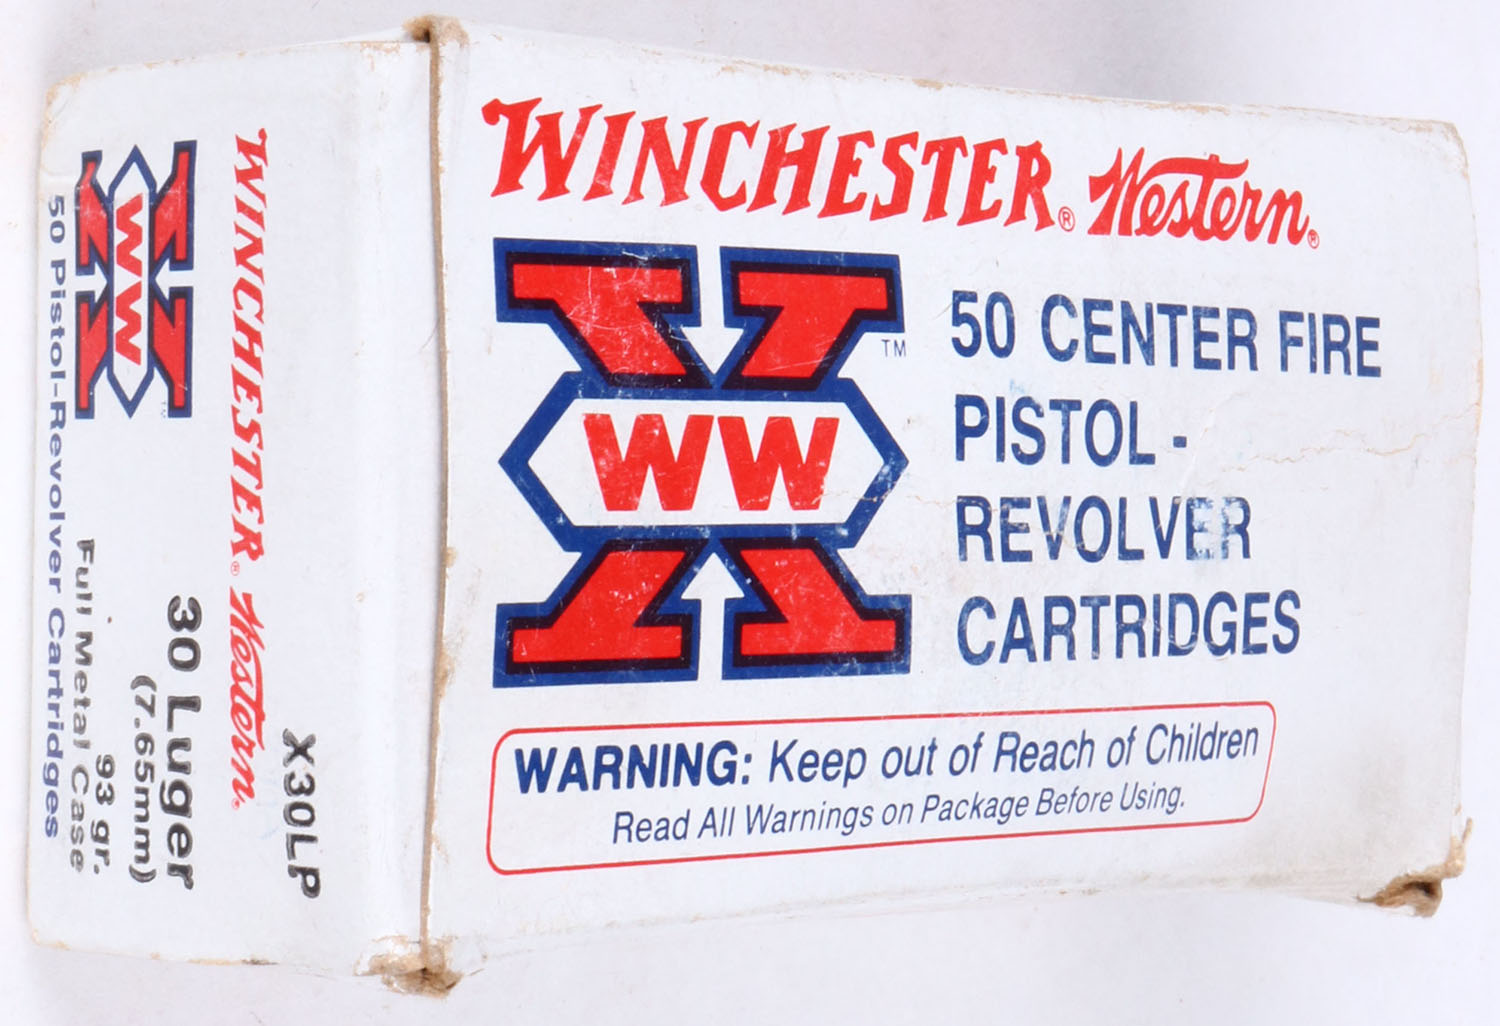 WINCHESTER® Western®
TM
WW
50 CENTER FIRE
PISTOL-
REVOLVER
CARTRIDGES
WARNING: Keep out of Reach of Children
Read All Warnings on Package Before Using.
X30LP
WINCHESTER® Western®
WW
30 Luger
(7.65mm)
93 gr.
Full Metal Case
50 Pistol-Revolver Cartridges